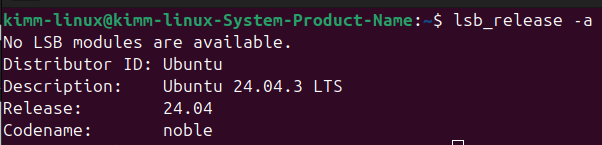 kimm-linux@kimm-linux-System-Product-Name:~$ lsb_release -a
No LSB modules are available.
Distributor ID: Ubuntu
Description:    Ubuntu 24.04.3 LTS
Release:        24.04
Codename:       noble